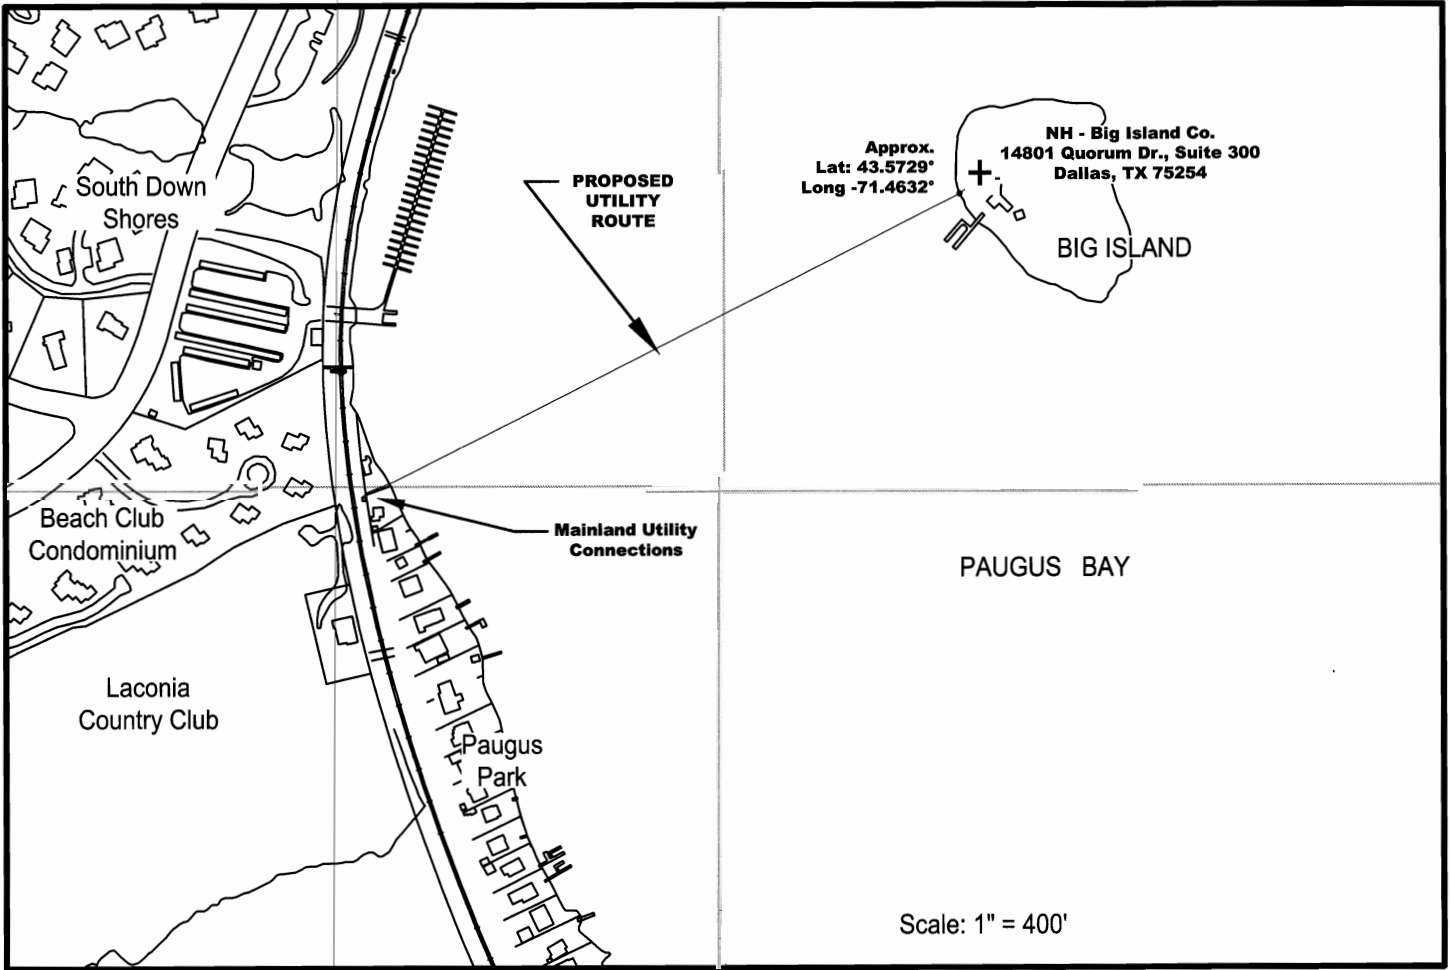 South Down
Shores
PROPOSED
UTILITY
ROUTE
Approx.
Lat: 43.5729°
Long -71.4632°
NH - Big Island Co.
14801 Quorum Dr., Suite 300
Dallas, TX 75254
BIG ISLAND
Beach Club
Condominium
Mainland Utility
Connections
PAUGUS BAY
Laconia
Country Club
Paugus
Park
Scale: 1" = 400'